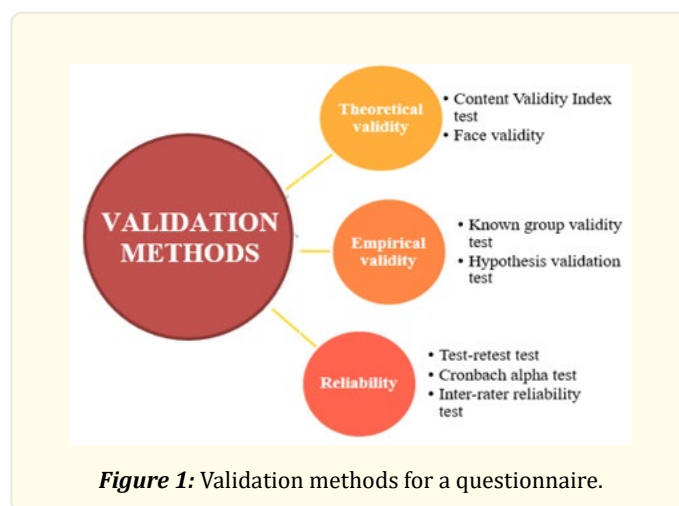 Theoretical
validity
• Content Validity Index
test
• Face validity
VALIDATION
METHODS
Empirical
validity
• Known group validity
test
• Hypothesis validation
test
Reliability
• Test-retest test
• Cronbach alpha test
• Inter-rater reliability
test
Figure 1: Validation methods for a questionnaire.